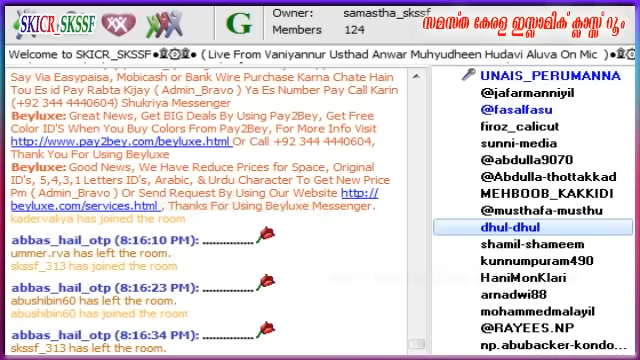 SKICR_SKSSF
G
Owner: samastha_skssf
Members 124
സമസ്ത കേരള ഇസ്ലാമിക് ക്ലാസ്സ് റൂം
Welcome to SKICR_SKSSF ( Live From Vaniyannur Usthad Anwar Muhyudheen Hudavi Aluva On Mic )
Say Via Easypaisa, Mobicash or Bank Wire Purchase Karna Chate Hain
Tou Es id Pay Rabta Kijay ( Admin_Bravo ) Ya Es Number Pay Call Karin
(+92 344 4440604) Shukriya Messenger
Beyluxe: Great News, Get BIG Deals By Using Pay2Bey, Get Free
Color ID'S When You Buy Colors From Pay2Bey, For More Info Visit
http://www.pay2bey.com/beyluxe.html Or Call +92 344 4440604,
Thank You For Using Beyluxe
Beyluxe: Good News, We Have Reduce Prices for Space, Original
ID's, 5,4,3,1 Letters ID's, Arabic, & Urdu Character To Get New Price
Pm ( Admin_Bravo ) Or Send Request By Using Our Website http://
beyluxe.com/services.html , Thanks For Using Beyluxe Messenger.
kadervaliya has joined the room
abbas_hail_otp (8:16:10 PM): ...............
ummer.rva has left the room.
skssf_313 has joined the room
abbas_hail_otp (8:16:23 PM): ...............
abushibin60 has left the room.
abushibin60 has joined the room
abbas_hail_otp (8:16:34 PM): ...............
skssf_313 has left the room.
UNAIS_PERUMANNA
@jafarmanniyil
@fasalfasu
firoz_calicut
sunni-media
@abdulla9070
@Abdulla-thottakkad
MEHBOOB_KAKKIDI
@musthafa-musthu
dhul-dhul
shamil-shameem
kunnumpuram490
HaniMonKlari
arnadwi88
mohammedmalayil
@RAYEES.NP
np.abubacker-kondo...